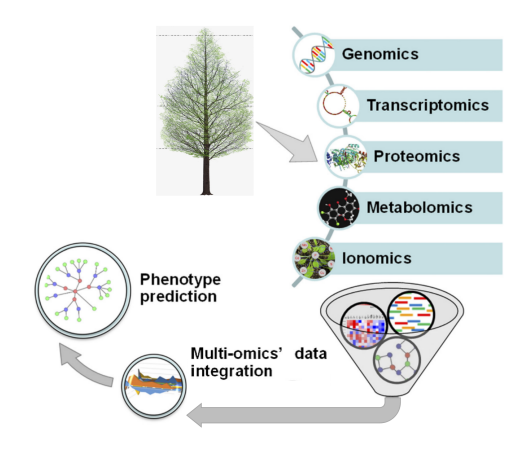 Genomics
Transcriptomics
Proteomics
Metabolomics
Ionomics
Phenotype
prediction
Multi-omics' data
integration